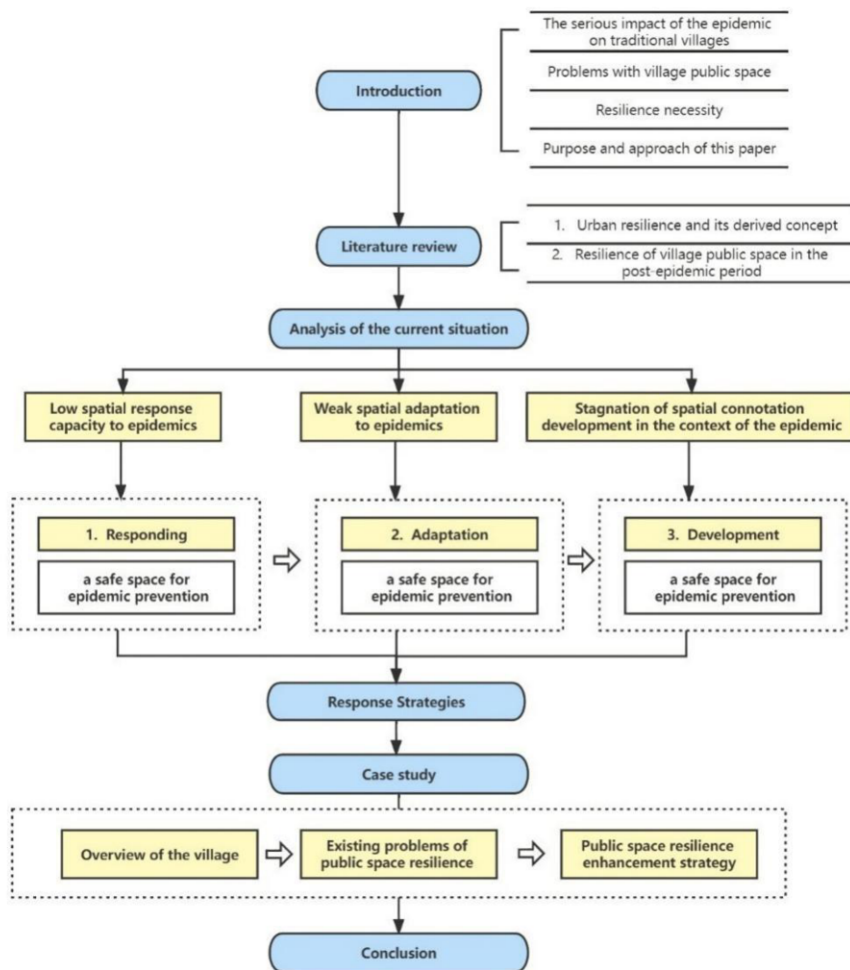 The serious impact of the epidemic
on traditional villages
Problems with village public space
Introduction
Resilience necessity
Purpose and approach of this paper
1. Urban resilience and its derived concept
Literature review
2. Resilience of village public space in the
post-epidemic period
Analysis of the current situation
Low spatial response
capacity to epidemics
Weak spatial adaptation
to epidemics
Stagnation of spatial connotation
development in the context of the epidemic
1. Responding
a safe space for
epidemic prevention
2. Adaptation
a safe space for
epidemic prevention
3. Development
a safe space for
epidemic prevention
Response Strategies
Case study
Overview of the village
Existing problems of
public space resilience
Public space resilience
enhancement strategy
Conclusion